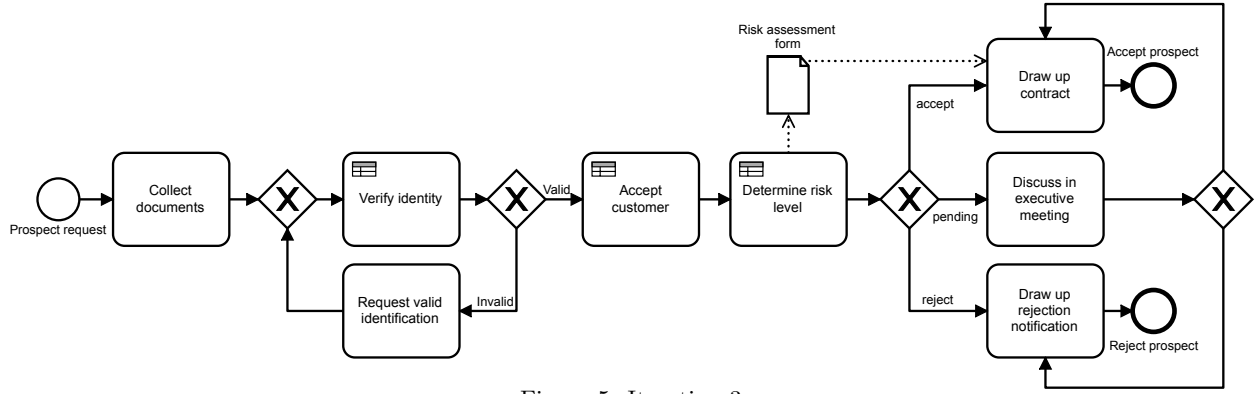 Risk assessment
form
Accept prospect
Draw up
contract
accept
Collect
documents
Verify identity
Valid
Accept
customer
Determine risk
level
Discuss in
executive
meeting
pending
Prospect request
Request valid
identification
Invalid
reject
Draw up
rejection
notification
Reject prospect